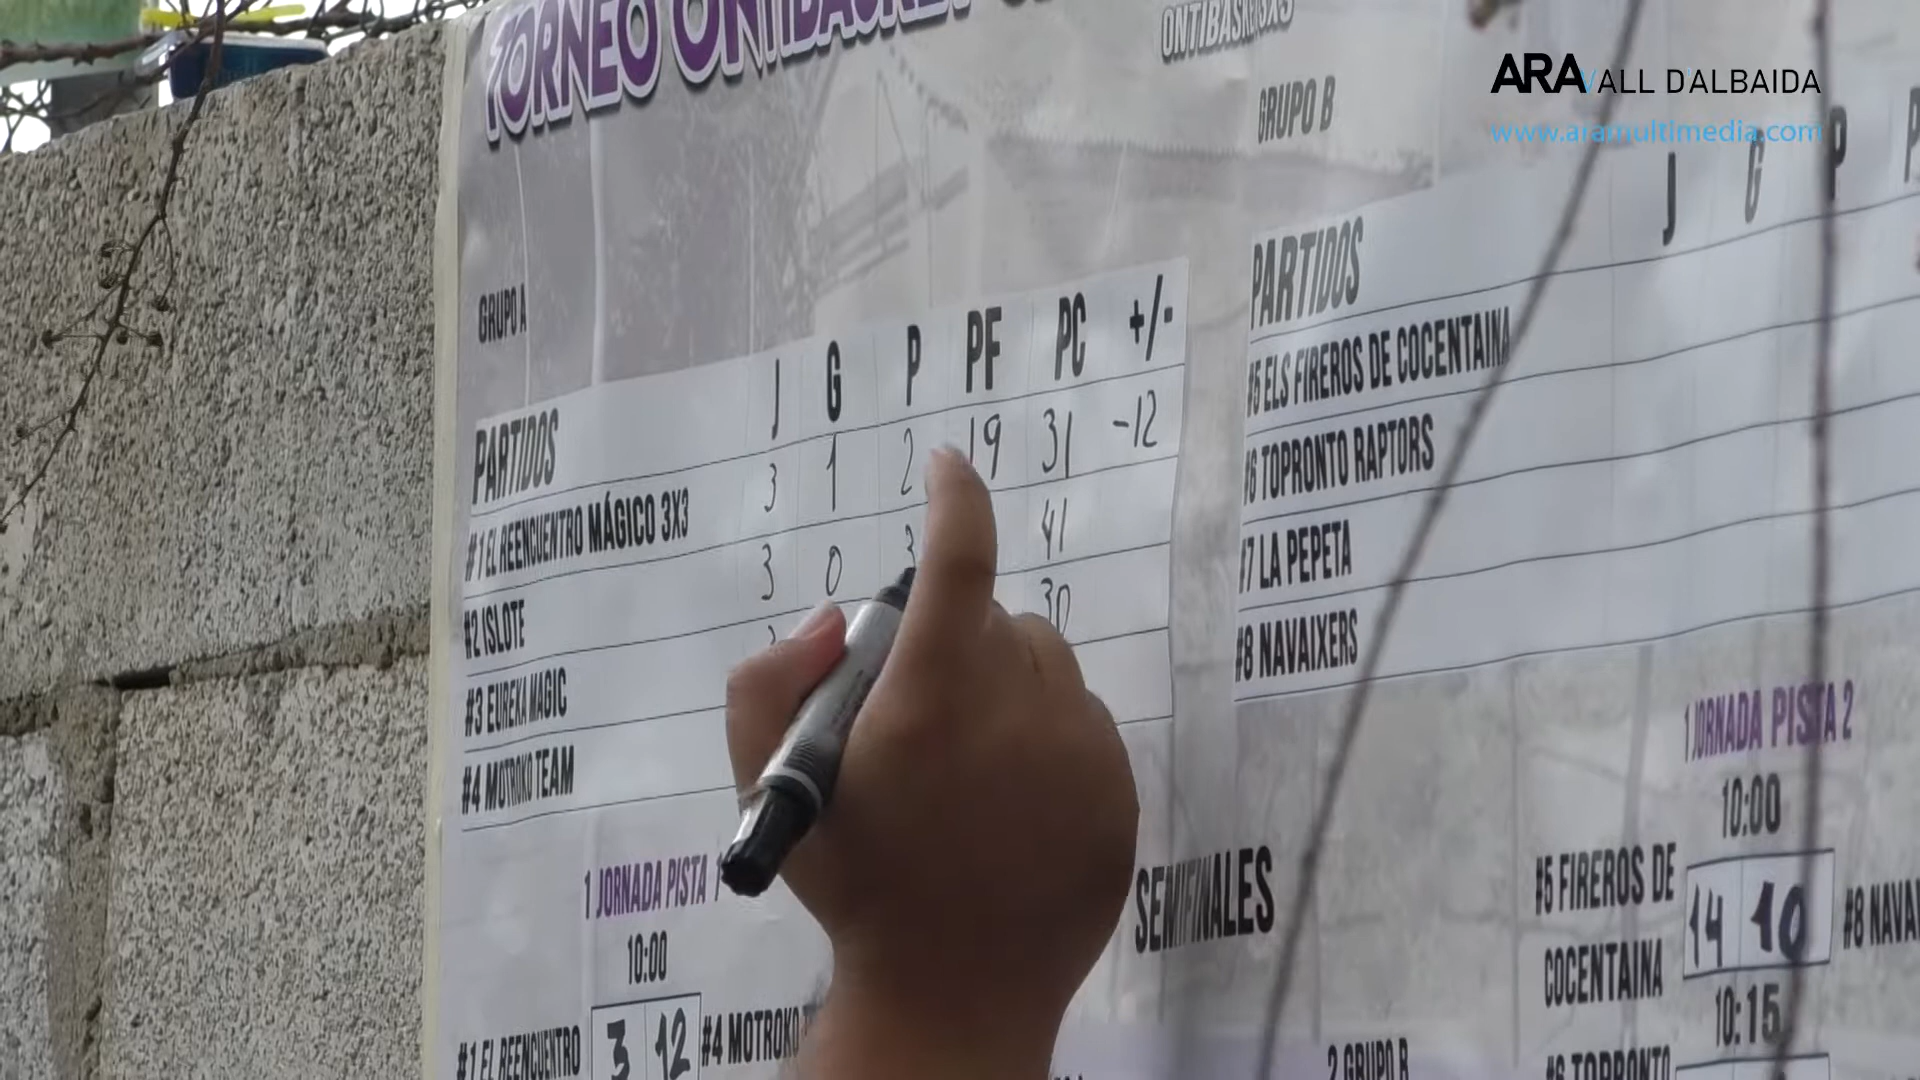 TORNEO ONTIBASKET
ONTIBASKET3X3
ARA VALL D'ALBAIDA
www.aramultimedia.com
GRUPO A
PARTIDOS J G P PF PC +/-
#1 EL REENCUENTRO MÁGICO 3X3 3 1 2 19 31 -12
#2 ISLOTE 3 0 3 41
#3 EUREKA MAGIC 30
#4 MOTROKO TEAM
GRUPO B
PARTIDOS J G P
#5 ELS FIREROS DE COCENTAINA
#6 TOPRONTO RAPTORS
#7 LA PEPETA
#8 NAVAIXERS
1 JORNADA PISTA
10:00
#1 EL REENCUENTRO 3 12 #4 MOTROKO
SEMIFINALES
2 GRUPO B
1 JORNADA PISTA 2
10:00
#5 FIREROS DE
COCENTAINA 14 10 #8
10:15
#6 TOPRONTO